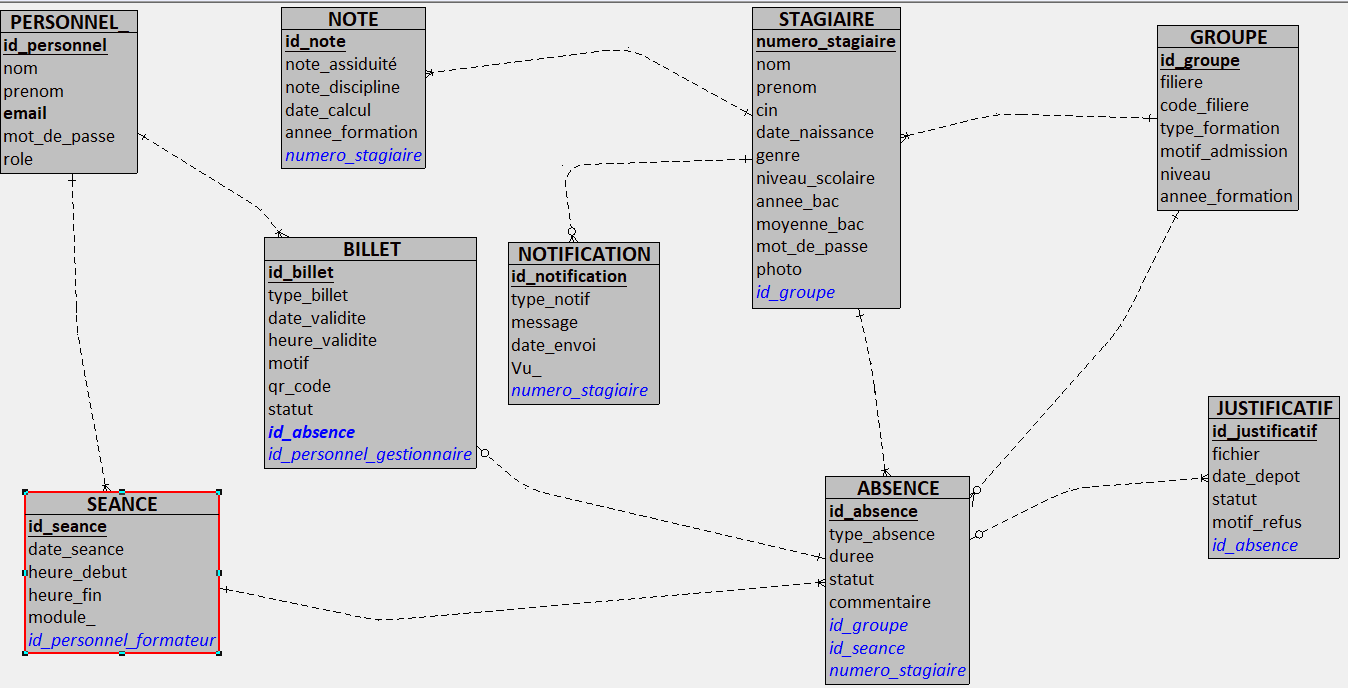 PERSONNEL_
id_personnel
nom
prenom
email
mot_de_passe
role
NOTE
id_note
note_assiduité
note_discipline
date_calcul
annee_formation
numero_stagiaire
STAGIAIRE
numero_stagiaire
nom
prenom
cin
date_naissance
genre
niveau_scolaire
annee_bac
moyenne_bac
mot_de_passe
photo
id_groupe
GROUPE
id_groupe
filiere
code_filiere
type_formation
motif_admission
niveau
annee_formation
BILLET
id_billet
type_billet
date_validite
heure_validite
motif
qr_code
statut
id_absence
id_personnel_gestionnaire
NOTIFICATION
id_notification
type_notif
message
date_envoi
Vu_
numero_stagiaire
JUSTIFICATIF
id_justificatif
fichier
date_depot
statut
motif_refus
id_absence
SEANCE
id_seance
date_seance
heure_debut
heure_fin
module_
id_personnel_formateur
ABSENCE
id_absence
type_absence
duree
statut
commentaire
id_groupe
id_seance
numero_stagiaire